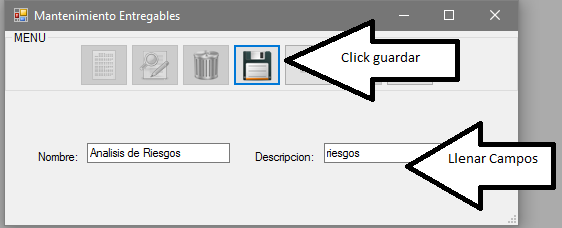 Mantenimiento Entregables
MENU
Click guardar
Nombre: Analisis de Riesgos Descripcion: riesgos
Llenar Campos